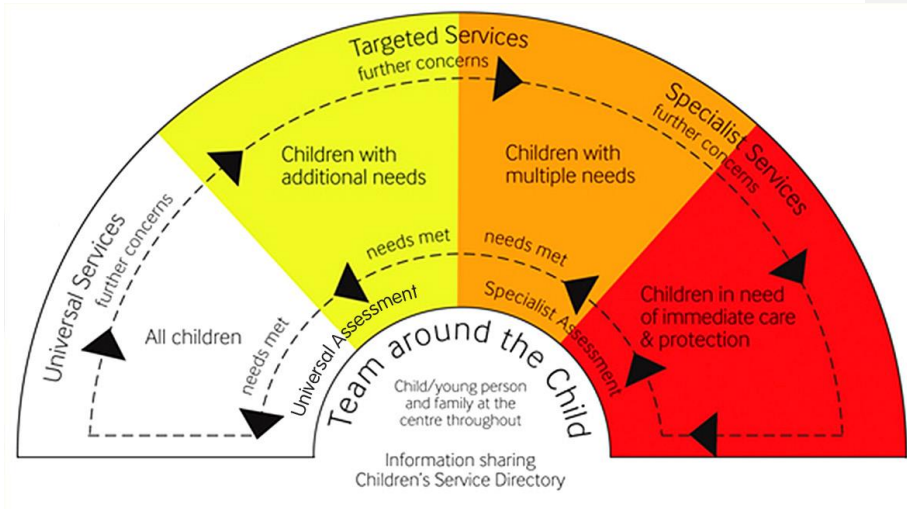 Universal Services
further concerns
All children
needs met
Universal Assessment
Targeted Services
further concerns
Children with
additional needs
needs met
Children with
multiple needs
needs met
Specialist Assessment
Specialist Services
further concerns
Children in need
of immediate care
& protection
Team around the Child
Child/young person
and family at the
centre throughout
Information sharing
Children's Service Directory